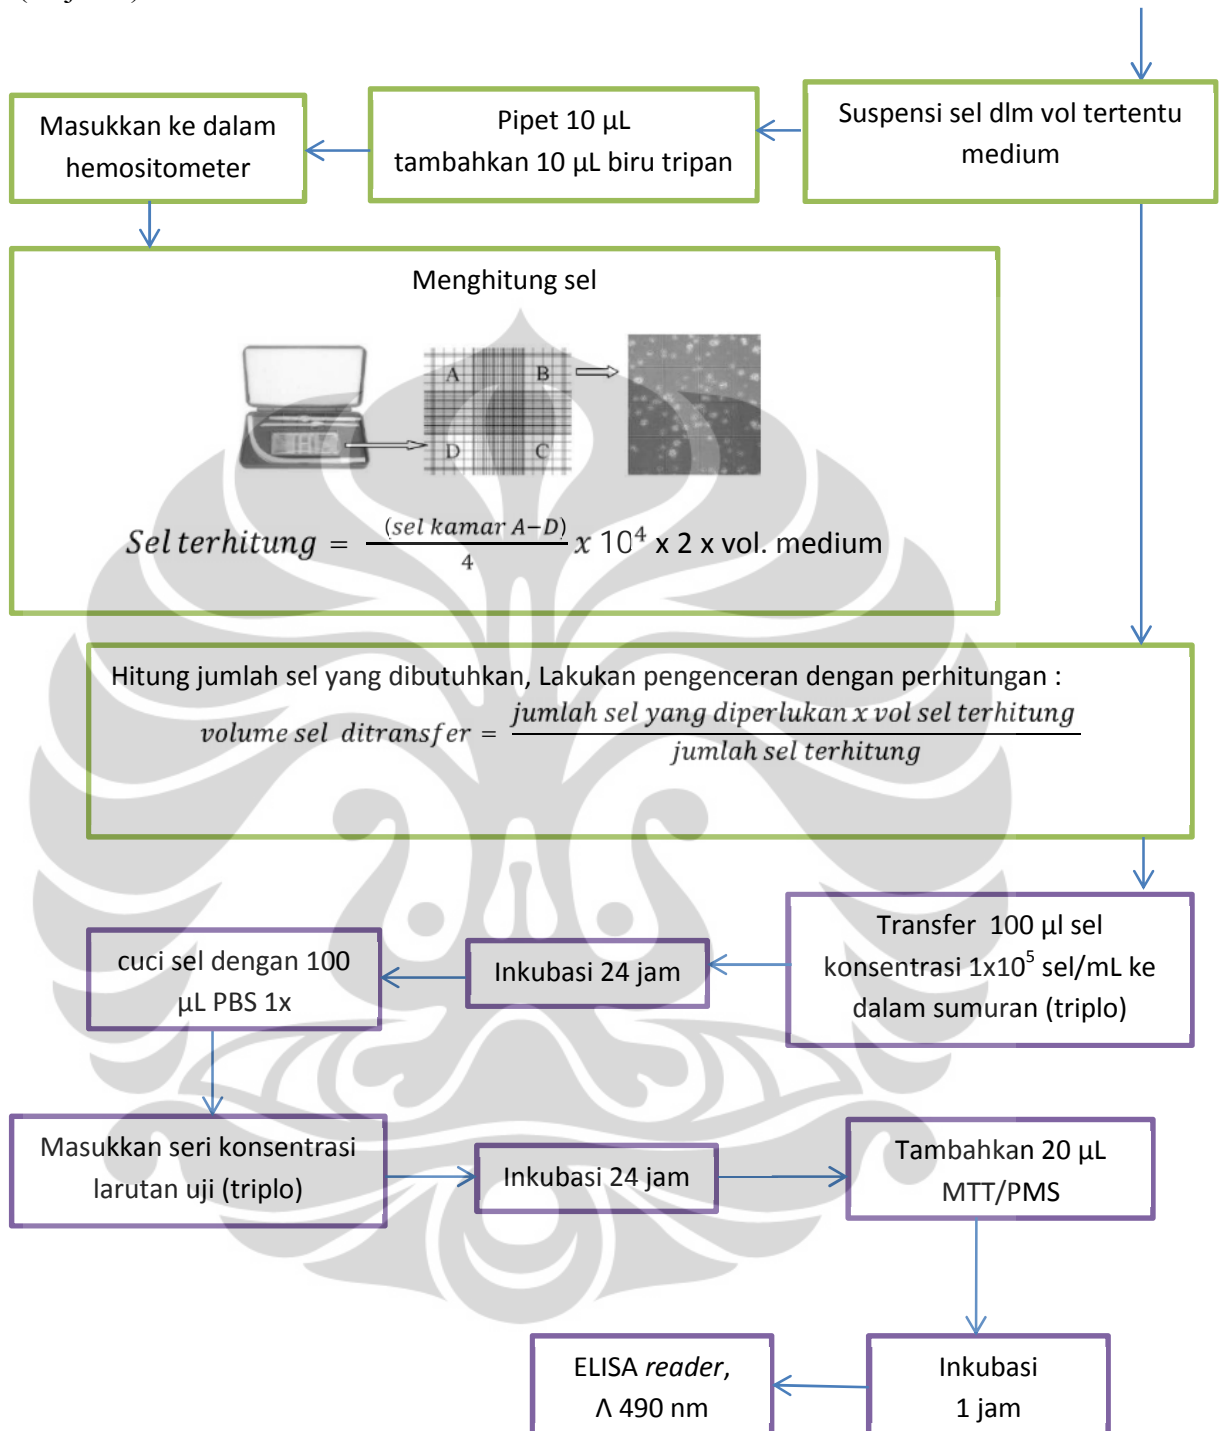 Suspensi sel dlm vol tertentu
medium
Pipet 10 µL
tambahkan 10 µL biru tripan
Masukkan ke dalam
hemositometer
Menghitung sel
A B
D C
Sel terhitung = (sel kamar A−D)/4 x 10⁴ x 2 x vol. medium
Hitung jumlah sel yang dibutuhkan, Lakukan pengenceran dengan perhitungan :
volume sel ditransfer = jumlah sel yang diperlukan x vol sel terhitung / jumlah sel terhitung
Transfer 100 µl sel
konsentrasi 1x10⁵ sel/mL ke
dalam sumuran (triplo)
Inkubasi 24 jam
cuci sel dengan 100
µL PBS 1x
Masukkan seri konsentrasi
larutan uji (triplo)
Inkubasi 24 jam
Tambahkan 20 µL
MTT/PMS
Inkubasi
1 jam
ELISA reader,
Λ 490 nm